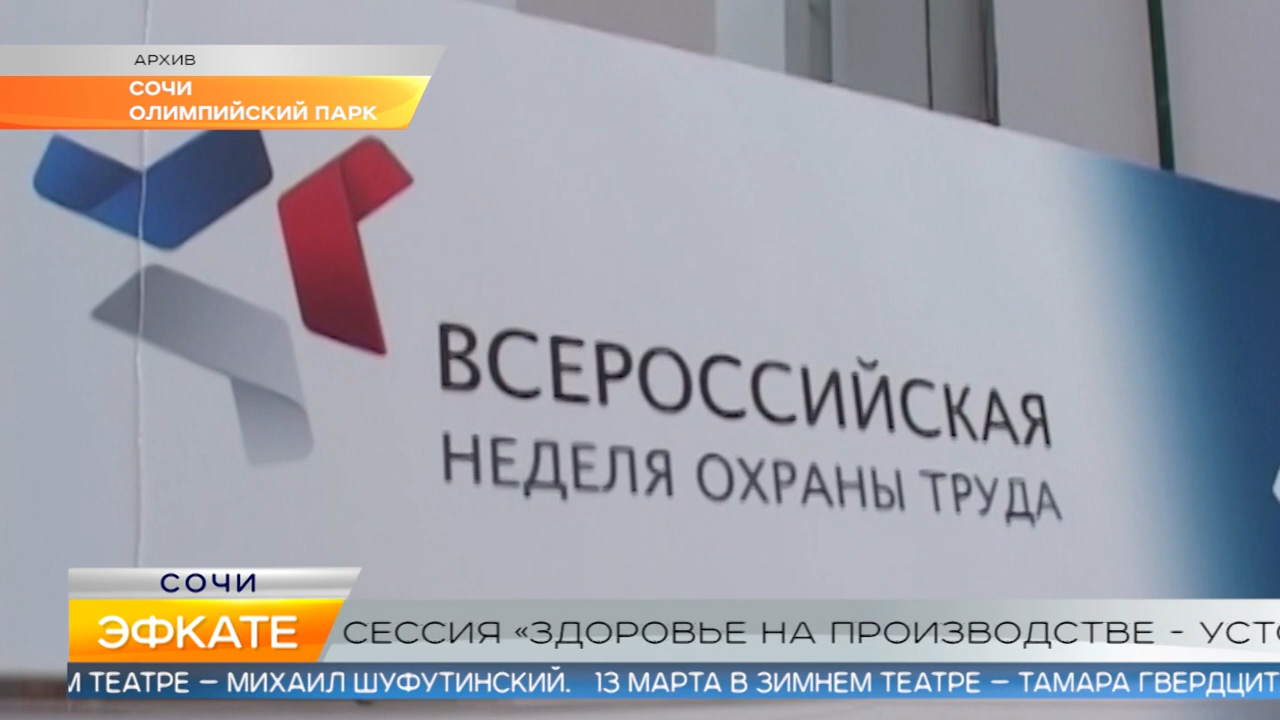 АРХИВ
СОЧИ
ОЛИМПИЙСКИЙ ПАРК
ВСЕРОССИЙСКАЯ
НЕДЕЛЯ ОХРАНЫ ТРУДА
СОЧИ
ЭФКАТЕ
СЕССИЯ «ЗДОРОВЬЕ НА ПРОИЗВОДСТВЕ -
ТЕАТРЕ – МИХАИЛ ШУФУТИНСКИЙ. 13 МАРТА В ЗИМНЕМ ТЕАТРЕ – ТАМАРА